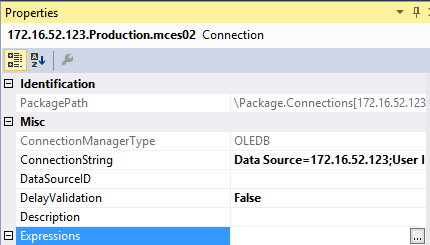 Properties
172.16.52.123.Production.mces02 Connection
Identification
PackagePath \Package.Connections[172.16.52.123
Misc
ConnectionManagerType OLEDB
ConnectionString Data Source=172.16.52.123;User I
DataSourceID
DelayValidation False
Description
Expressions ...